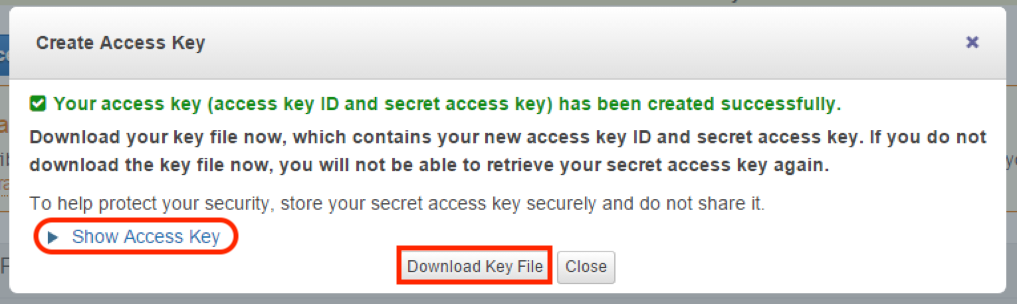 Create Access Key
Your access key (access key ID and secret access key) has been created successfully.
Download your key file now, which contains your new access key ID and secret access key. If you do not
download the key file now, you will not be able to retrieve your secret access key again.
To help protect your security, store your secret access key securely and do not share it.
Show Access Key
Download Key File Close